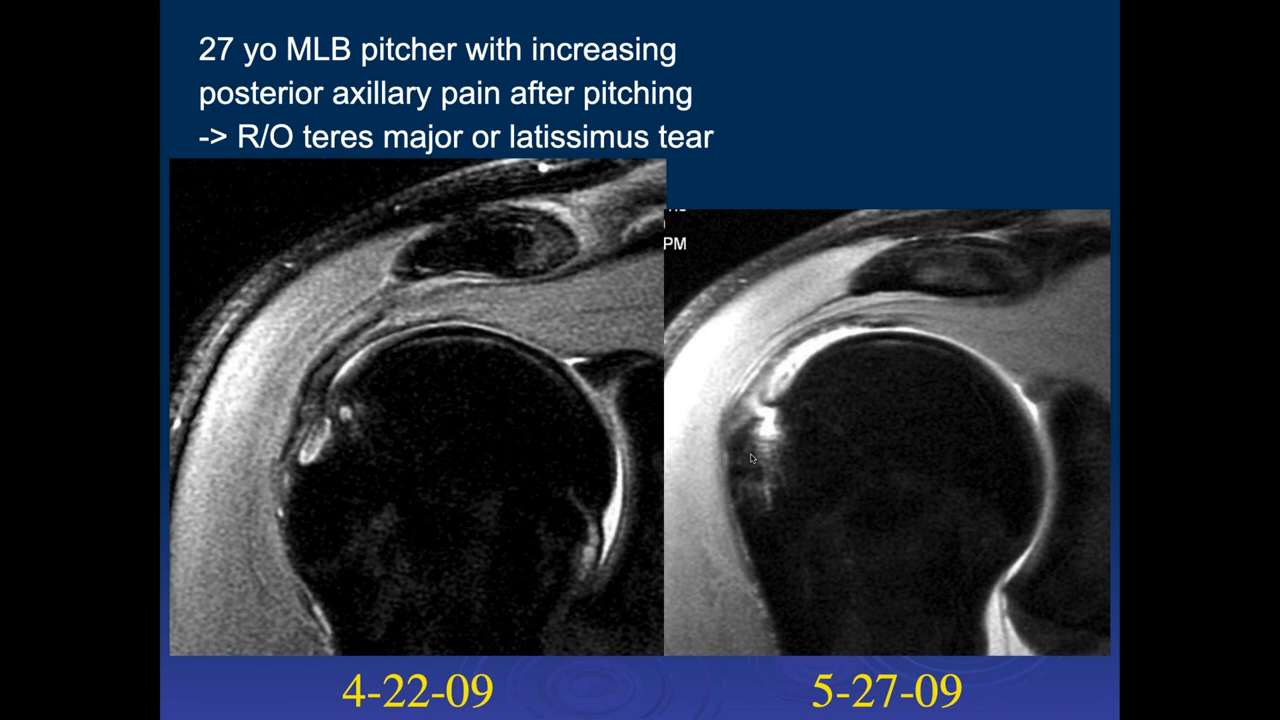 27 yo MLB pitcher with increasing
posterior axillary pain after pitching
-> R/O teres major or latissimus tear
PM
4-22-09
5-27-09